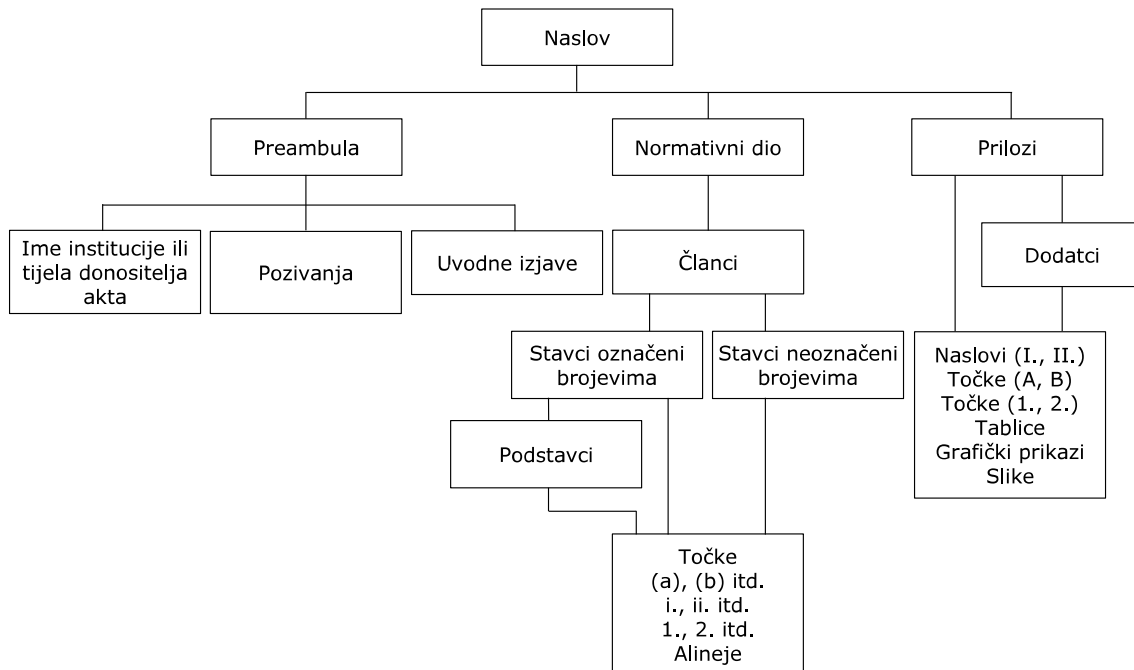 Naslov
Preambula
Normativni dio
Prilozi
Ime institucije ili
tijela donositelja
akta
Pozivanja
Uvodne izjave
Članci
Dodatci
Stavci označeni
brojevima
Stavci neoznačeni
brojevima
Naslovi (I., II.)
Točke (A, B)
Točke (1., 2.)
Tablice
Grafički prikazi
Slike
Podstavci
Točke
(a), (b) itd.
i., ii. itd.
1., 2. itd.
Alineje